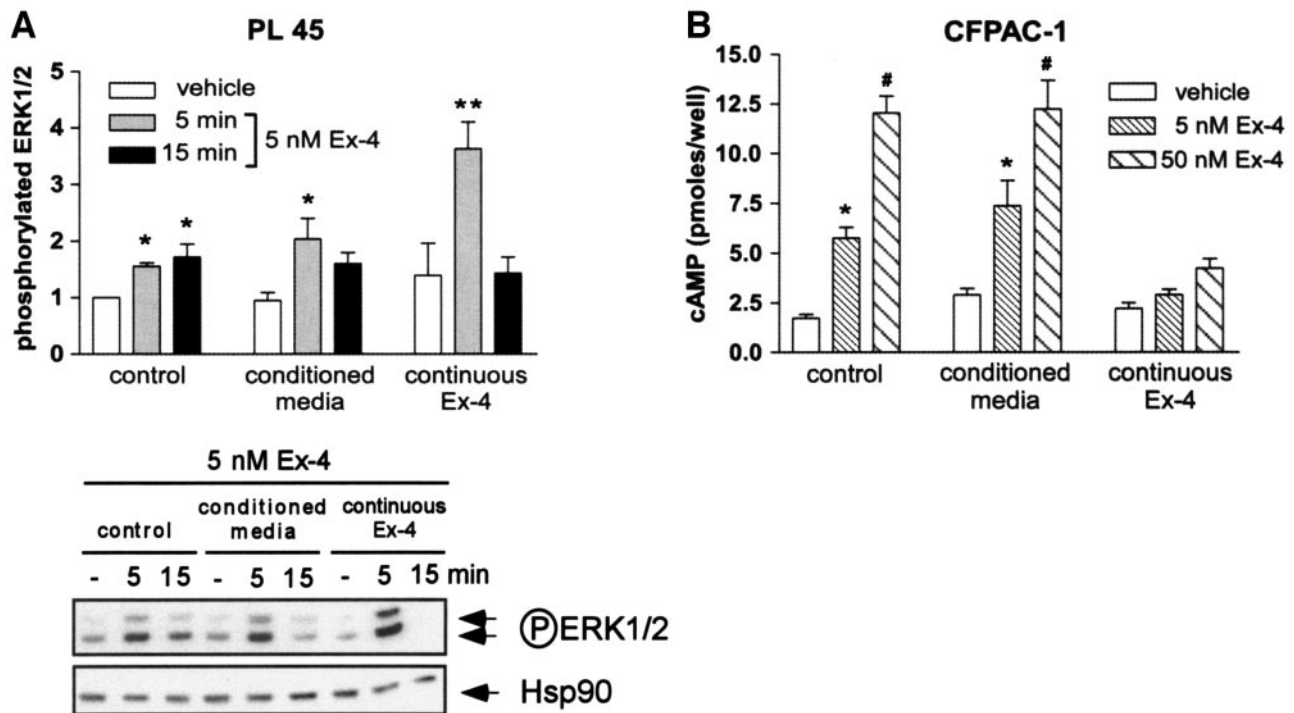 A
PL 45
phosphorylated ERK1/2
5
4
3
2
1
0
vehicle
5 min
15 min
5 nM Ex-4
*
*
*
**
control
conditioned
media
continuous
Ex-4
5 nM Ex-4
control
conditioned
media
continuous
Ex-4
- 5 15 - 5 15 - 5 15 min
P ERK1/2
Hsp90
B
CFPAC-1
cAMP (pmoles/well)
15.0
12.5
10.0
7.5
5.0
2.5
0.0
vehicle
5 nM Ex-4
50 nM Ex-4
*
#
*
#
control
conditioned
media
continuous
Ex-4